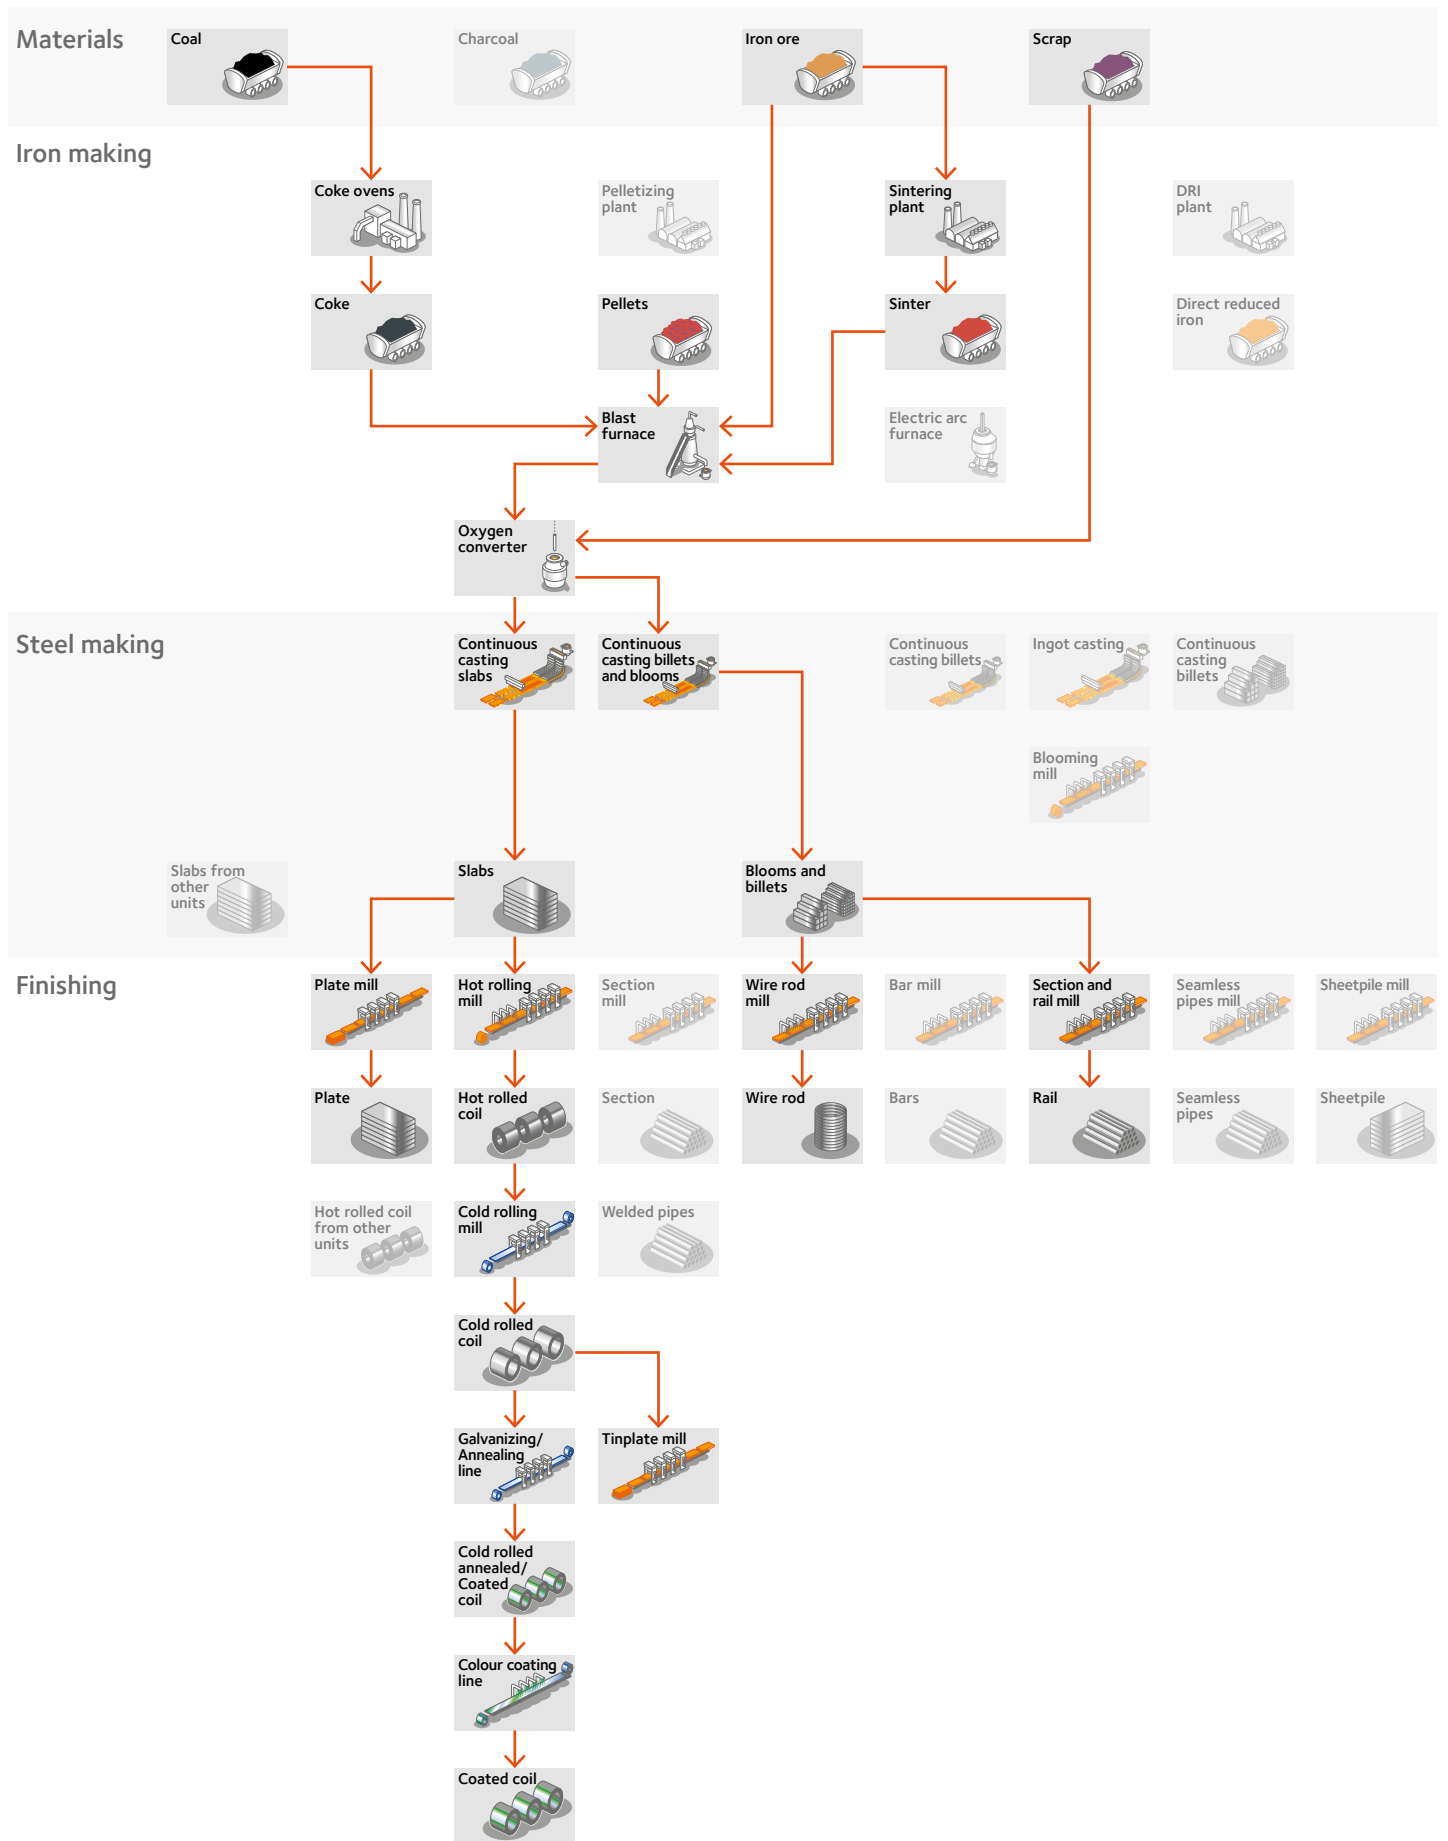 Materials
Coal
Charcoal
Iron ore
Scrap
Iron making
Coke ovens
Pelletizing
plant
Sintering
plant
DRI
plant
Coke
Pellets
Sinter
Direct reduced
iron
Blast
furnace
Electric arc
furnace
Oxygen
converter
Steel making
Continuous
casting
slabs
Continuous
casting billets
and blooms
Continuous
casting billets
Ingot casting
Continuous
casting
billets
Blooming
mill
Slabs from
other
units
Slabs
Blooms and
billets
Finishing
Plate mill
Hot rolling
mill
Section
mill
Wire rod
mill
Bar mill
Section and
rail mill
Seamless
pipes mill
Sheetpile mill
Plate
Hot rolled
coil
Section
Wire rod
Bars
Rail
Seamless
pipes
Sheetpile
Hot rolled coil
from other
units
Cold rolling
mill
Welded pipes
Cold rolled
coil
Galvanizing/
Annealing
line
Tinplate mill
Cold rolled
annealed/
Coated
coil
Colour coating
line
Coated coil